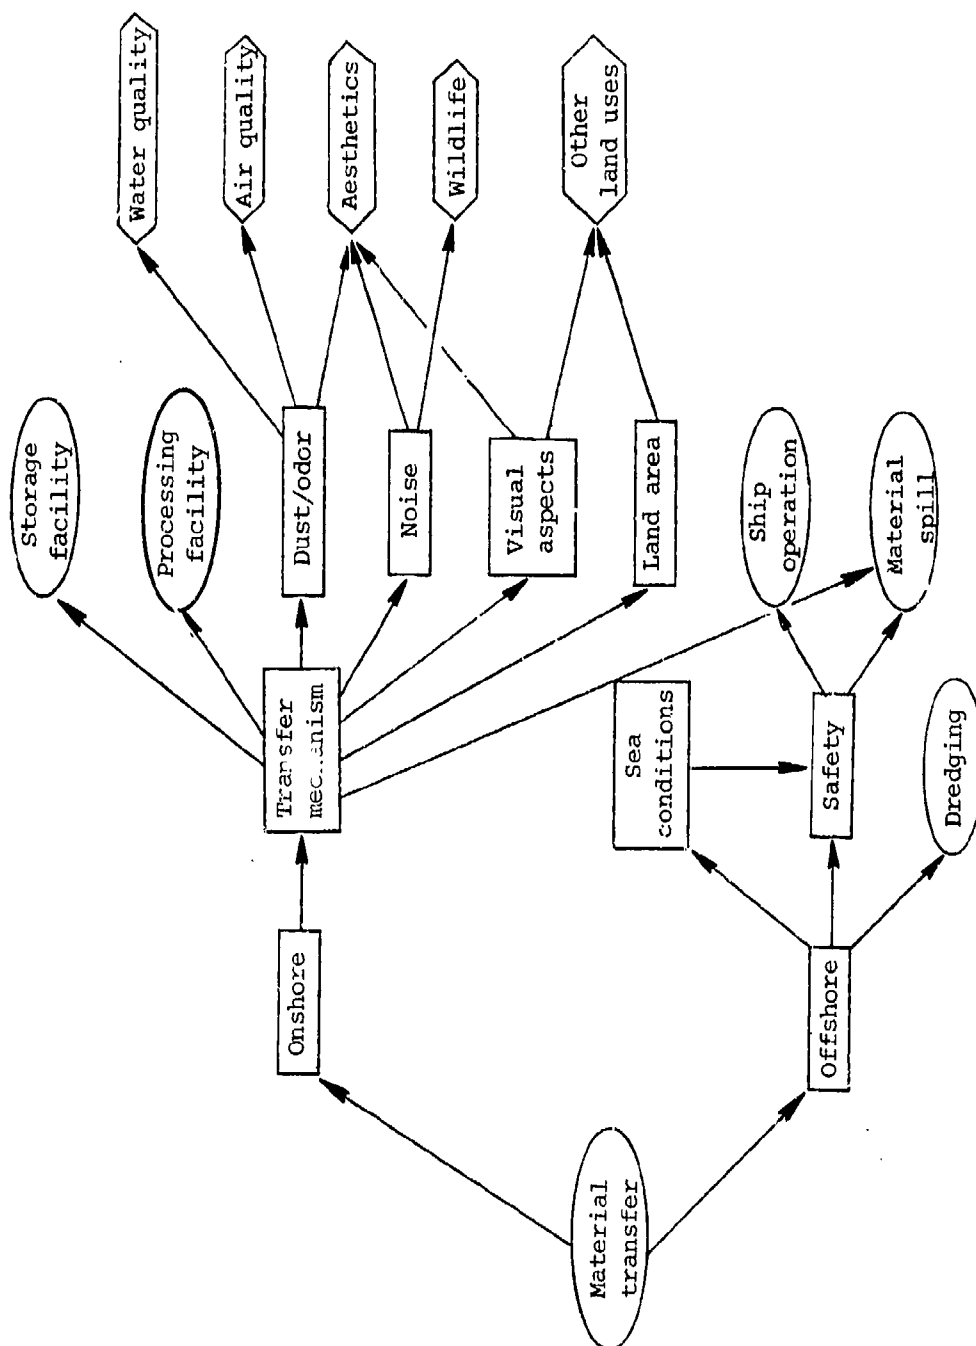 Material
transfer
Onshore
Offshore
Transfer
mechanism
Sea
conditions
Safety
Dredging
Storage
facility
Processing
facility
Dust/odor
Noise
Visual
aspects
Land area
Ship
operation
Material
spill
Water quality
Air quality
Aesthetics
Wildlife
Other
land uses